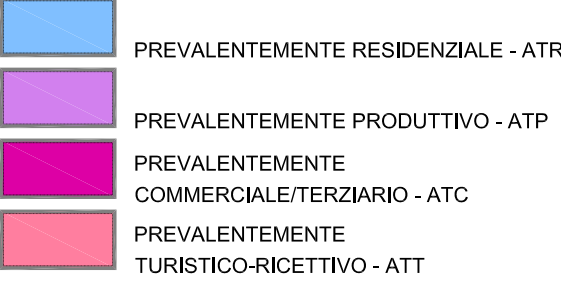 PREVALENTEMENTE RESIDENZIALE - ATR
PREVALENTEMENTE PRODUTTIVO - ATP
PREVALENTEMENTE
COMMERCIALE/TERZIARIO - ATC
PREVALENTEMENTE
TURISTICO-RICETTIVO - ATT